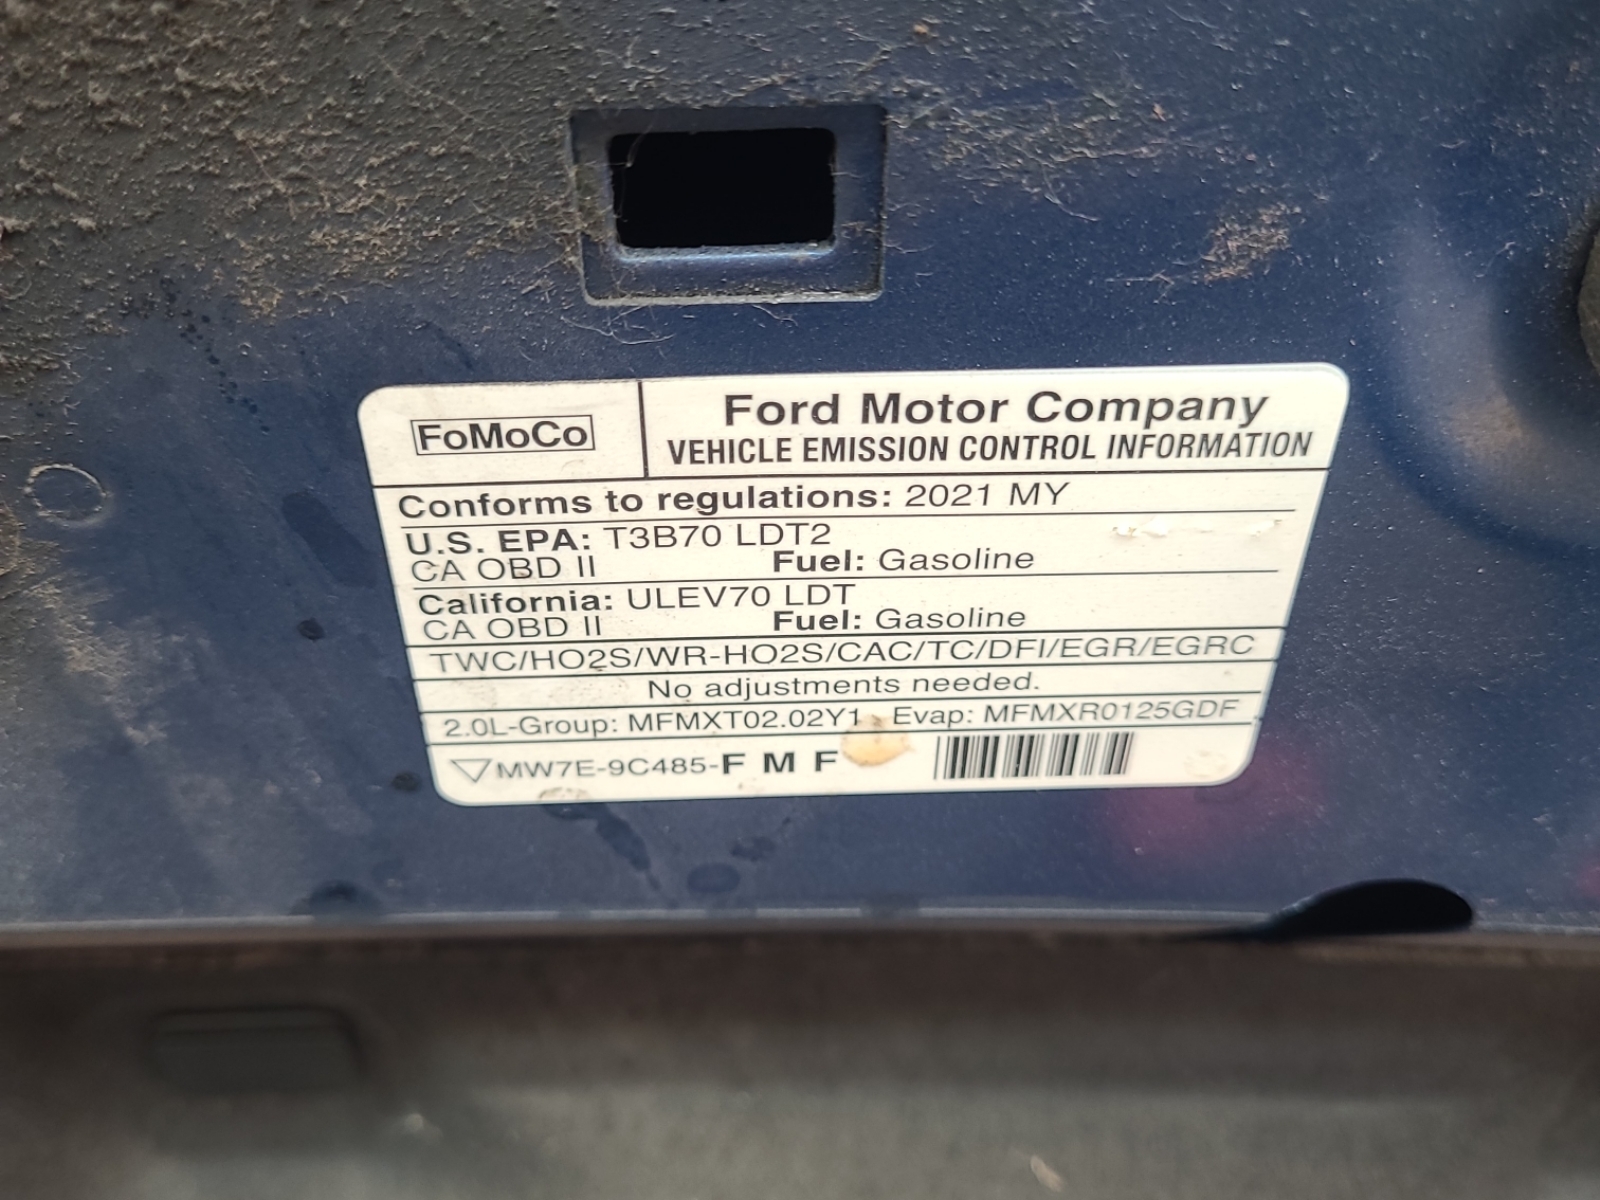 FoMoCo
Ford Motor Company
VEHICLE EMISSION CONTROL INFORMATION
Conforms to regulations: 2021 MY
U.S. EPA: T3B70 LDT2
CA OBD II Fuel: Gasoline
California: ULEV70 LDT
CA OBD II Fuel: Gasoline
TWC/HO2S/WR-HO2S/CAC/TC/DFI/EGR/EGRC
No adjustments needed.
2.0L-Group: MFMXT02.02Y1 Evap: MFMXR0125GDF
MW7E-9C485-F M F